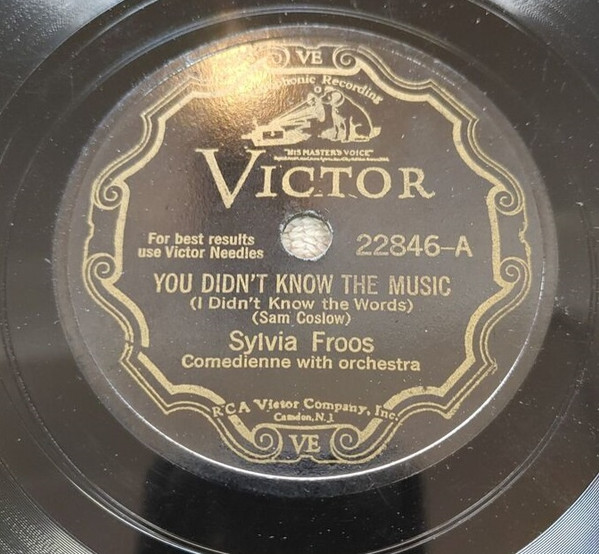 VE
phonic Recording
"HIS MASTER'S VOICE"
VICTOR
For best results
use Victor Needles
22846-A
YOU DIDN'T KNOW THE MUSIC
(I Didn't Know the Words)
(Sam Coslow)
Sylvia Froos
Comedienne with orchestra
RCA Victor Company, Inc.
Camden, N.J.
VE